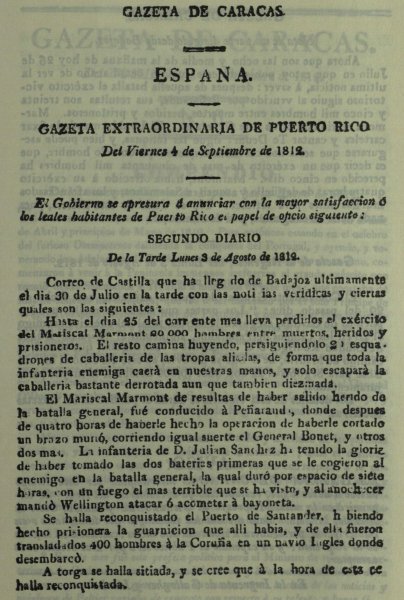 GAZETA DE CARACAS.
ESPAÑA.
GAZETA EXTRAORDINARIA DE PUERTO RICO
Del Viernes 4 de Septiembre de 1812.
El Gobierno se apresura á anunciar con la mayor satisfaccion á
los leales habitantes de Puerto Rico el papel de oficio siguiente:
SEGUNDO DIARIO
De la Tarde Lunes 3 de Agosto de 1812.
Correo de Castilla que ha lleg do de Badajoz ultimamente
el dia 30 de Julio en la tarde con las noti ias veridicas y ciertas
quales son las siguientes:
Hasta el dia 25 del corriente mes lleva perdidos el exército
del Mariscal Marmont 20 000 hombres entre muertos, heridos y
prisioneros. El resto camina huyendo, persiguiendolo esqua-
drones de caballeria de las tropas aliadas, de forma que toda la
infanteria enemiga caerá en nuestras manos, y solo escapará la
caballeria bastante derrotada aun que tambien diezmada.
El Mariscal Marmont de resultas de haber salido herido de
la batalla general, fué conducido à Peñaranda, donde despues
de quatro horas de haberle hecho la operacion de haberle cortado
un brazo murió, corriendo igual suerte el General Bonet, y otros
dos mas. La infanteria de D. Julian Sanchez ha tenido la gloria
de haber tomado las dos baterias primeras que se le cogieron al
enemigo en la batalla general, la qual duró por espacio de siete
horas, con un fuego el mas terrible que se ha visto, y al anochecer
mandó Wellington atacar ó acometer à bayoneta.
Se halla reconquistado el Puerto de Santander, h biendo
hecho prisionera la guarnicion que alli habia, y de ella fueron
transladados 400 hombres à la Coruña en un navio Ingles donde
desembarcó.
A torga se halla sitiada, y se cree que à la hora de esta se
halla reconquistada.